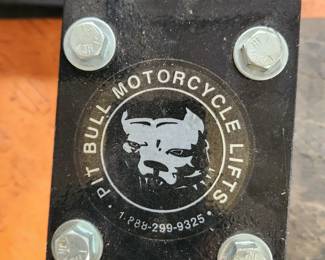 PIT BULL MOTORCYCLE LIFTS
· 1-888-299-9325 ·